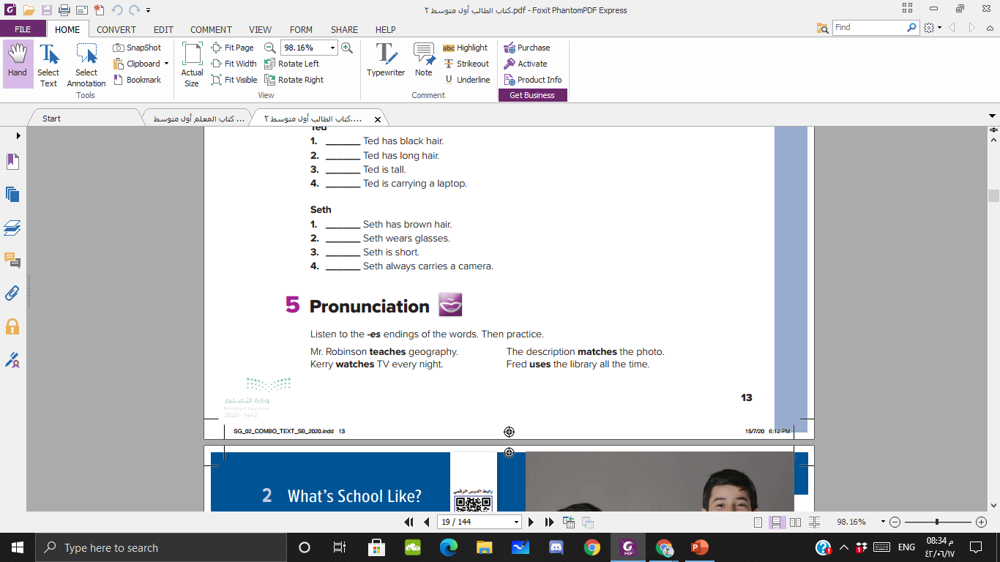 كتاب الطالب أول متوسط ٢.pdf - Foxit PhantomPDF Express
FILE HOME CONVERT EDIT COMMENT VIEW FORM SHARE HELP Find
Hand
Select Text
Select Annotation
SnapShot
Clipboard
Bookmark
Tools
Actual Size
Fit Page
Fit Width
Fit Visible
98.16%
Rotate Left
Rotate Right
View
Typewriter
Note
Highlight
Strikeout
Underline
Comment
Purchase
Activate
Product Info
Get Business
Start
كتاب المعلم أول متوسط ...
كتاب الطالب أول متوسط ٢....
Ted
1. ______ Ted has black hair.
2. ______ Ted has long hair.
3. ______ Ted is tall.
4. ______ Ted is carrying a laptop.
Seth
1. ______ Seth has brown hair.
2. ______ Seth wears glasses.
3. ______ Seth is short.
4. ______ Seth always carries a camera.
5 Pronunciation
Listen to the -es endings of the words. Then practice.
Mr. Robinson teaches geography.
Kerry watches TV every night.
The description matches the photo.
Fred uses the library all the time.
وزارة التعليم
Ministry of Education
2020 - 1442
13
SG_02_COMBO_TEXT_SB_2020.indd 13
15/7/20 6:12 PM
2 What's School Like?
رابط الدرس الرقمي
19 / 144
98.16%
Type here to search
ENG
08:34 م
٤٢/٠٦/١٧